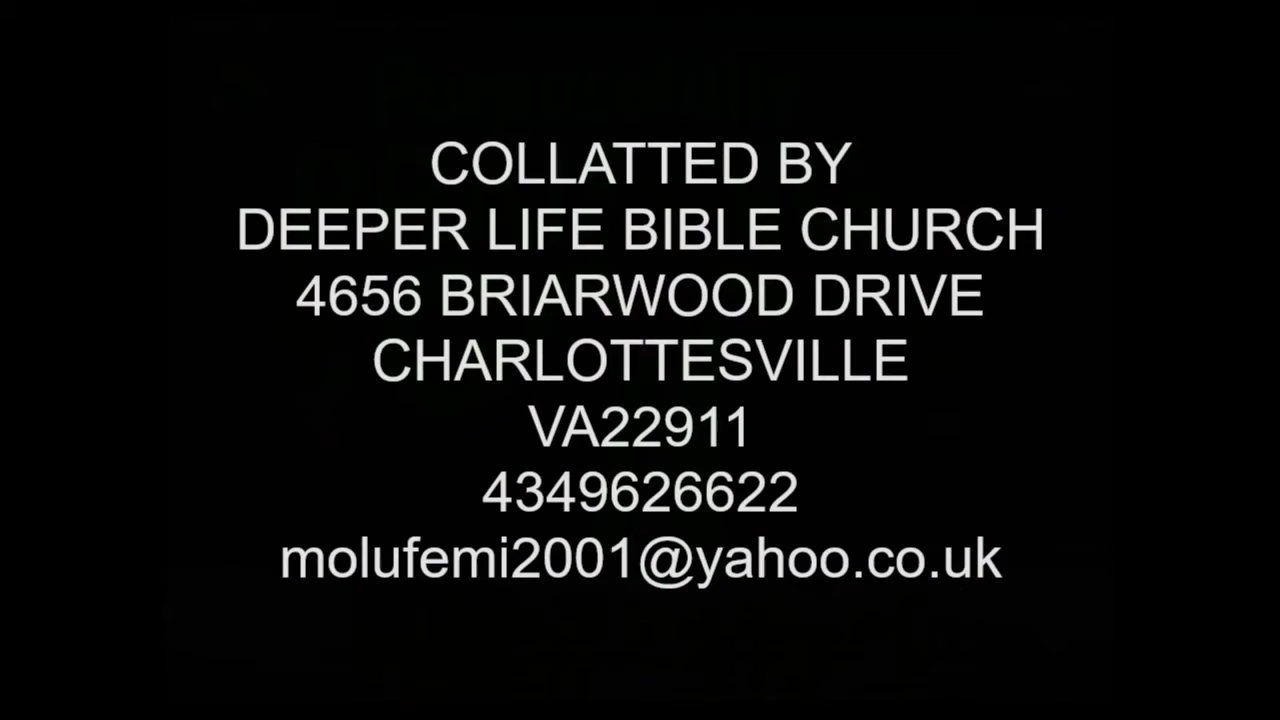 COLLATTED BY
DEEPER LIFE BIBLE CHURCH
4656 BRIARWOOD DRIVE
CHARLOTTESVILLE
VA22911
4349626622
molufemi2001@yahoo.co.uk